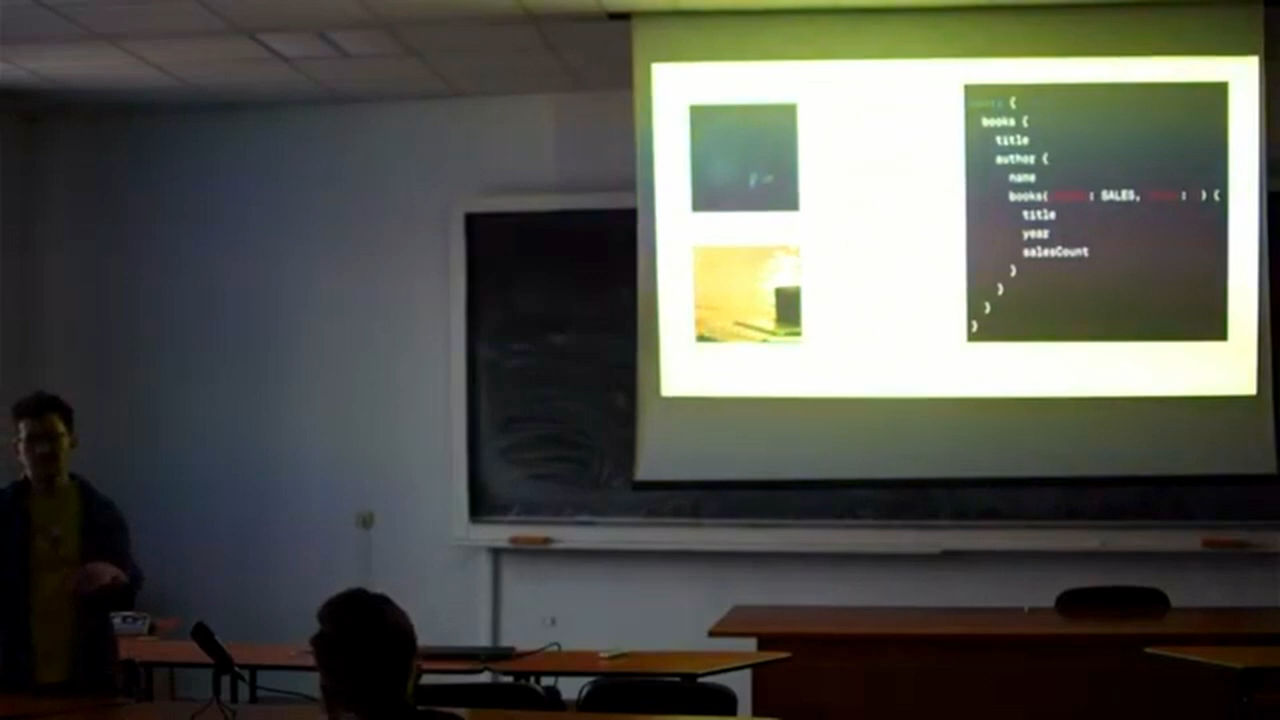 {
books {
title
author {
name
books( : SALES, : ) {
title
year
salesCount
}
}
}
}